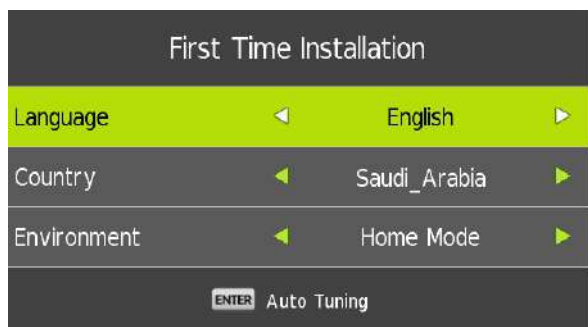 First Time Installation
Language English
Country Saudi_Arabia
Environment Home Mode
ENTER Auto Tuning